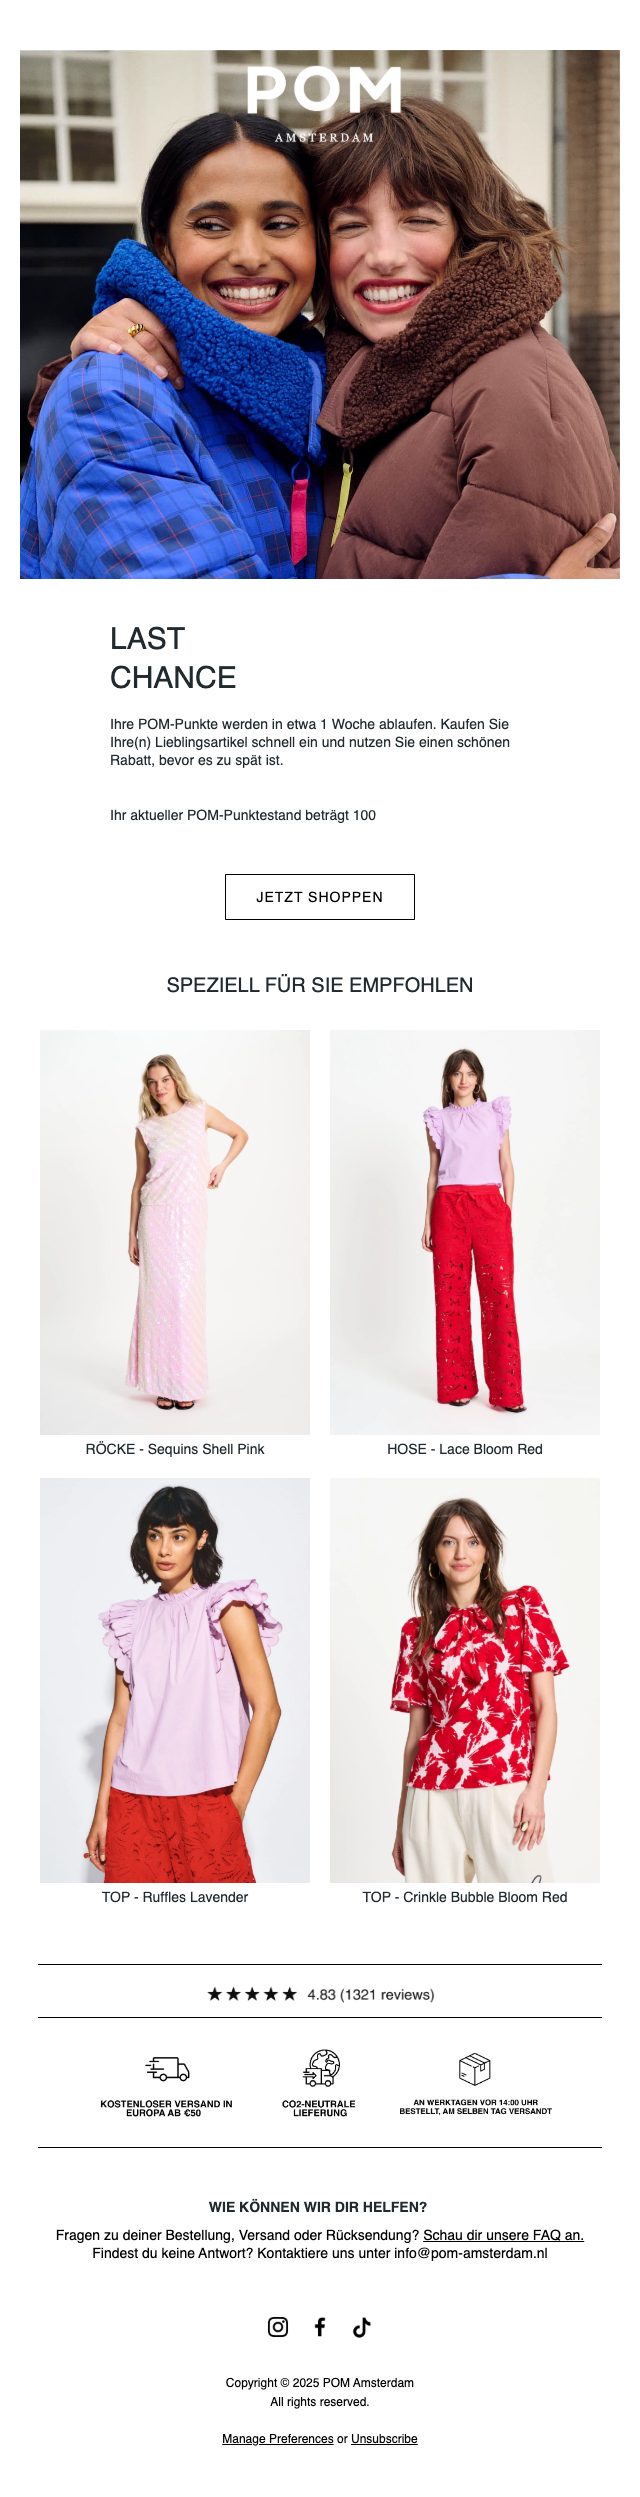 POM
AMSTERDAM
LAST
CHANCE
Ihre POM-Punkte werden in etwa 1 Woche ablaufen. Kaufen Sie
Ihre(n) Lieblingsartikel schnell ein und nutzen Sie einen schönen
Rabatt, bevor es zu spät ist.
Ihr aktueller POM-Punktestand beträgt 100
JETZT SHOPPEN
SPEZIELL FÜR SIE EMPFOHLEN
RÖCKE - Sequins Shell Pink
HOSE - Lace Bloom Red
TOP - Ruffles Lavender
TOP - Crinkle Bubble Bloom Red
4.83 (1321 reviews)
KOSTENLOSER VERSAND IN
EUROPA AB €50
CO2-NEUTRALE
LIEFERUNG
AN WERKTAGEN VOR 14:00 UHR
BESTELLT, AM SELBEN TAG VERSANDT
WIE KÖNNEN WIR DIR HELFEN?
Fragen zu deiner Bestellung, Versand oder Rücksendung? Schau dir unsere FAQ an.
Findest du keine Antwort? Kontaktiere uns unter info@pom-amsterdam.nl
Copyright © 2025 POM Amsterdam
All rights reserved.
Manage Preferences or Unsubscribe